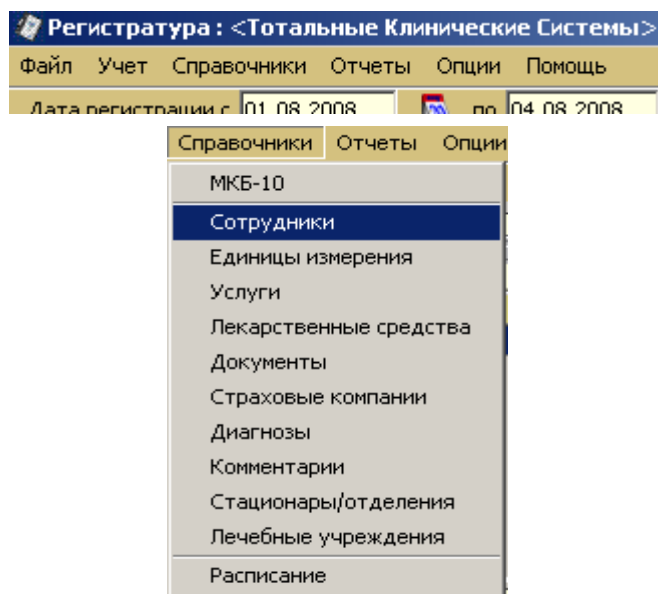 Регистратура : <Тотальные Клинические Системы>
Файл Учет Справочники Отчеты Опции Помощь
Дата регистрации с 01.08.2008 по 04.08.2008
Справочники Отчеты Опции
МКБ-10
Сотрудники
Единицы измерения
Услуги
Лекарственные средства
Документы
Страховые компании
Диагнозы
Комментарии
Стационары/отделения
Лечебные учреждения
Расписание